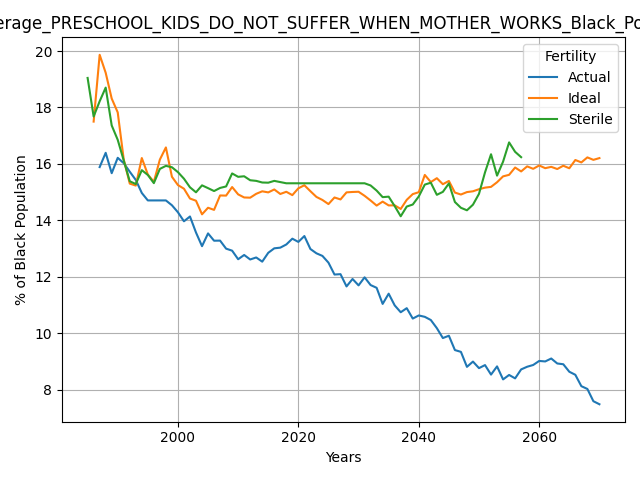 erage_PRESCHOOL_KIDS_DO_NOT_SUFFER_WHEN_MOTHER_WORKS_Black_Po
Fertility
Actual
Ideal
Sterile
% of Black Population
20
18
16
14
12
10
8
2000 2020 2040 2060
Years